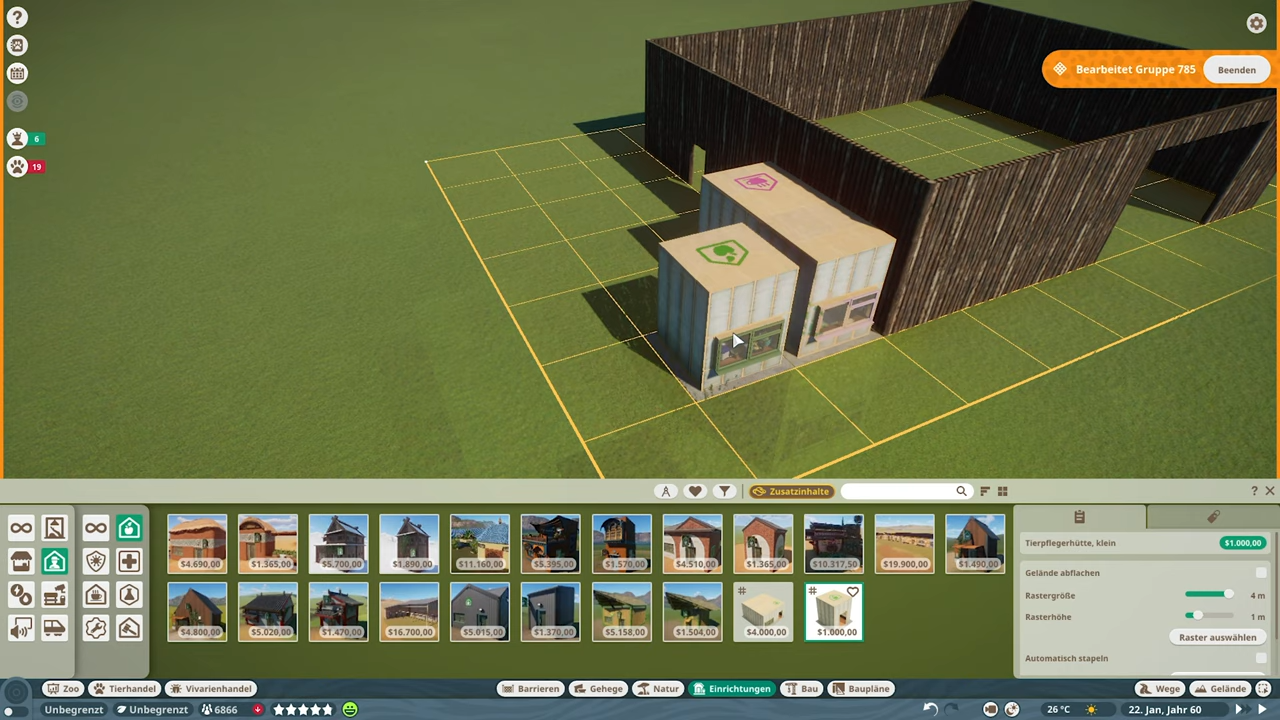 ?
6
19
Bearbeitet Gruppe 785
Beenden
Zusatzinhalte
?
$4.690,00
$1.365,00
$5.700,00
$1.890,00
$11.160,00
$5.395,00
$1.570,00
$4.510,00
$1.365,00
$10.317,50
$19.900,00
$1.490,00
$4.800,00
$5.020,00
$1.470,00
$16.700,00
$5.015,00
$1.370,00
$5.158,00
$1.504,00
$4.000,00
$1.000,00
Tierpflegerhütte, klein
$1.000,00
Gelände abflachen
Rastergröße
4 m
Rasterhöhe
1 m
Raster auswählen
Automatisch stapeln
Zoo
Tierhandel
Vivarienhandel
Barrieren
Gehege
Natur
Einrichtungen
Bau
Baupläne
Wege
Gelände
Unbegrenzt
Unbegrenzt
6866
26 °C
22. Jan, Jahr 60